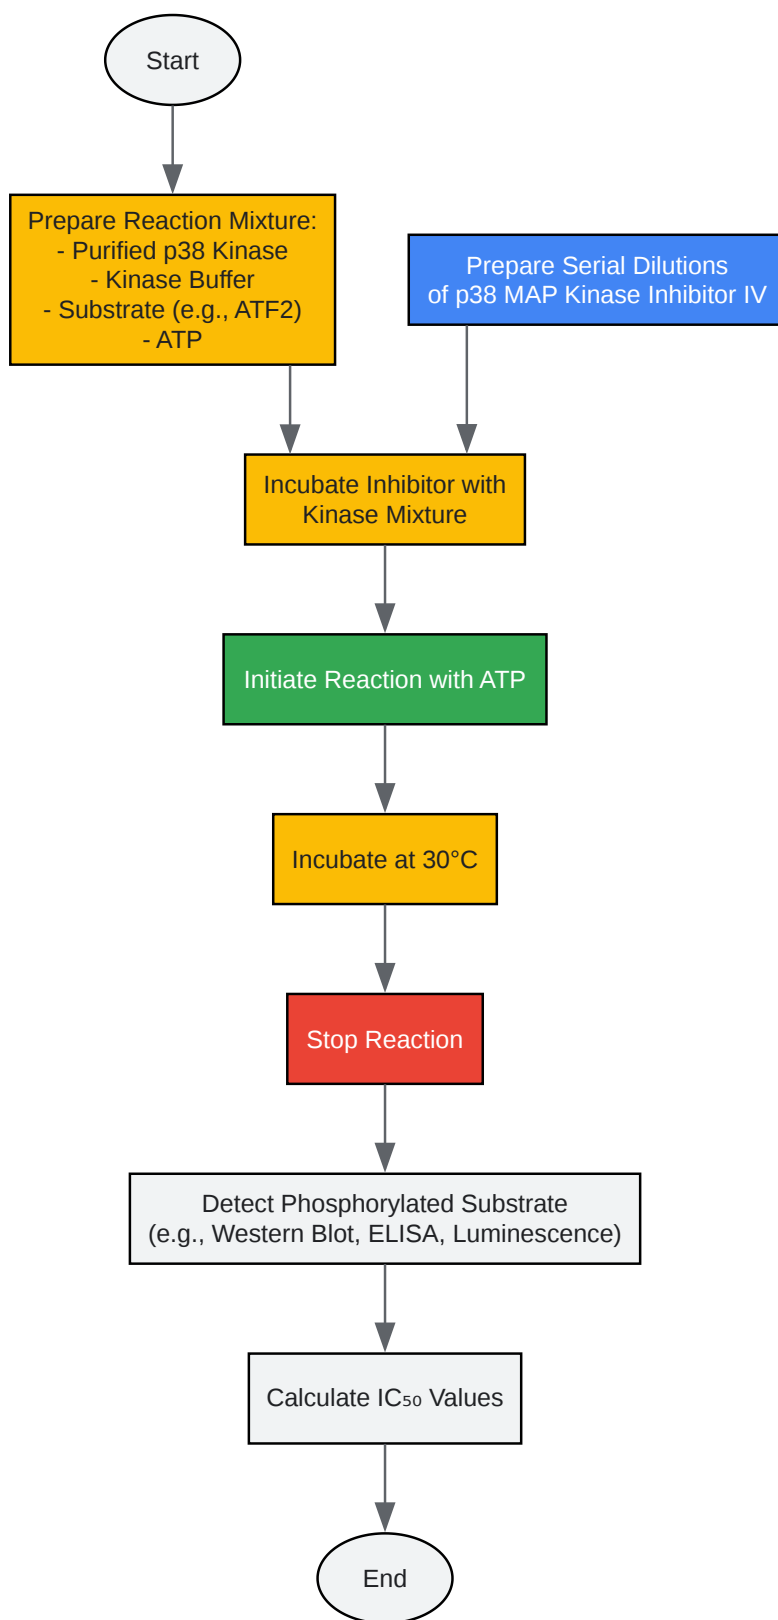 Start
Prepare Reaction Mixture:
- Purified p38 Kinase
- Kinase Buffer
- Substrate (e.g., ATF2)
- ATP
Prepare Serial Dilutions
of p38 MAP Kinase Inhibitor IV
Incubate Inhibitor with
Kinase Mixture
Initiate Reaction with ATP
Incubate at 30°C
Stop Reaction
Detect Phosphorylated Substrate
(e.g., Western Blot, ELISA, Luminescence)
Calculate IC₅₀ Values
End